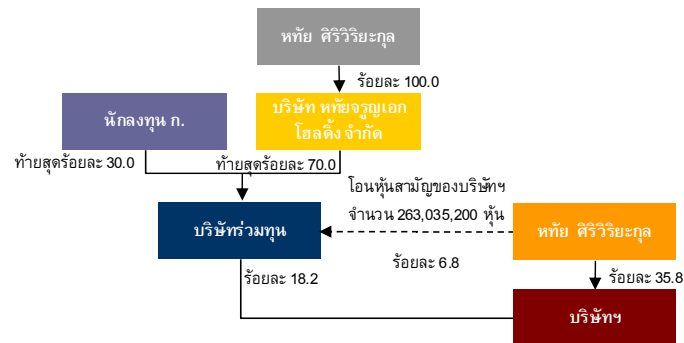 หทัย ศิริวิริยะกุล
ร้อยละ 100.0
นักลงทุน ก.
บริษัท หทัยจรูญเอก
โฮลดิ้ง จำกัด
ท้ายสุดร้อยละ 30.0
ท้ายสุดร้อยละ 70.0
โอนหุ้นสามัญของบริษัทฯ
จำนวน 263,035,200 หุ้น
บริษัทร่วมทุน
หทัย ศิริวิริยะกุล
ร้อยละ 6.8
ร้อยละ 18.2
ร้อยละ 35.8
บริษัทฯ